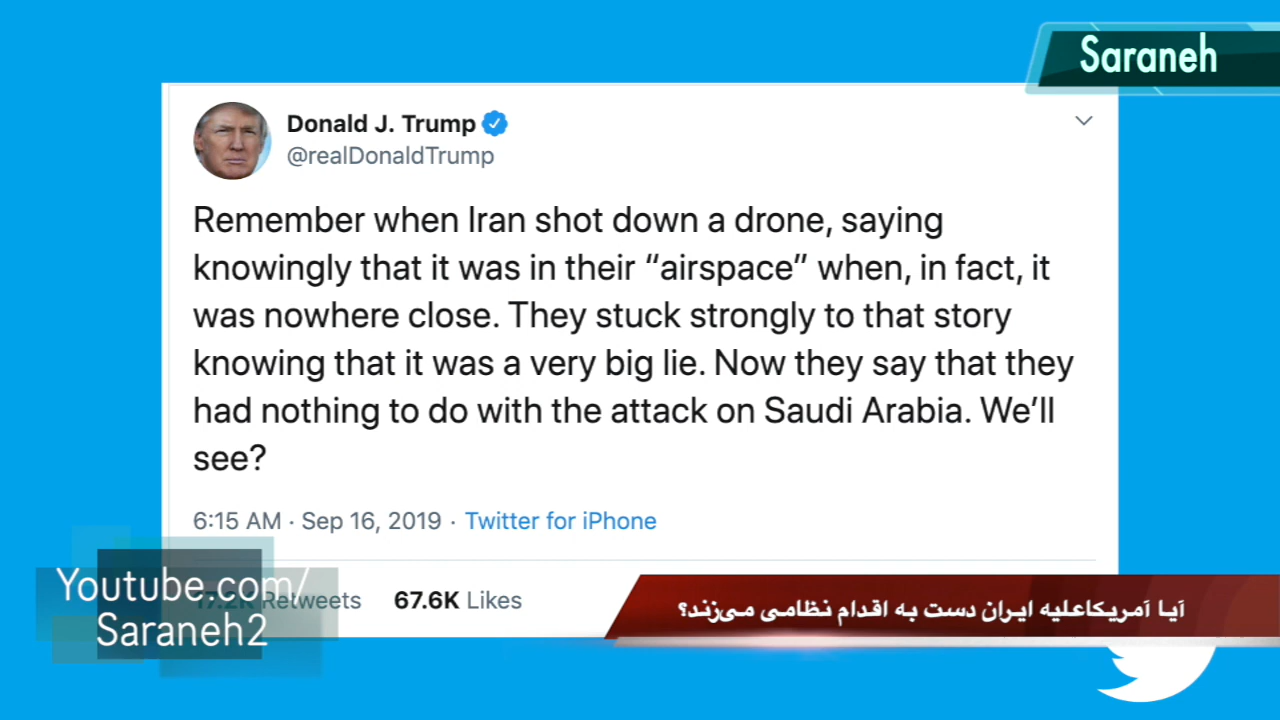 Saraneh
Donald J. Trump
@realDonaldTrump
Remember when Iran shot down a drone, saying
knowingly that it was in their “airspace” when, in fact, it
was nowhere close. They stuck strongly to that story
knowing that it was a very big lie. Now they say that they
had nothing to do with the attack on Saudi Arabia. We’ll
see?
6:15 AM · Sep 16, 2019 · Twitter for iPhone
17.2K Retweets 67.6K Likes
Youtube.com/
Saraneh2
آیا آمریکاعلیه ایران دست به اقدام نظامی می‌زند؟